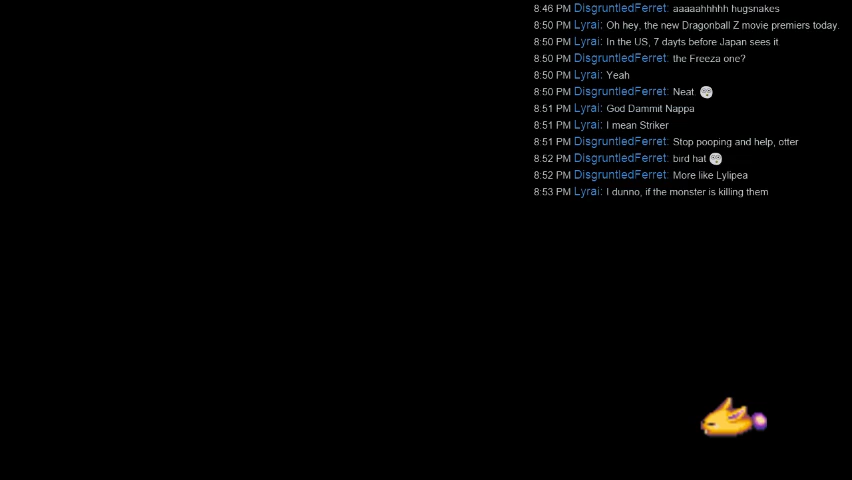 8:46 PM DisgruntledFerret: aaaaahhhhh hugsnakes
8:50 PM Lyrai: Oh hey, the new Dragonball Z movie premiers today.
8:50 PM Lyrai: In the US, 7 dayts before Japan sees it
8:50 PM DisgruntledFerret: the Freeza one?
8:50 PM Lyrai: Yeah
8:50 PM DisgruntledFerret: Neat.
8:51 PM Lyrai: God Dammit Nappa
8:51 PM Lyrai: I mean Striker
8:51 PM DisgruntledFerret: Stop pooping and help, otter
8:52 PM DisgruntledFerret: bird hat
8:52 PM DisgruntledFerret: More like Lylipea
8:53 PM Lyrai: I dunno, if the monster is killing them